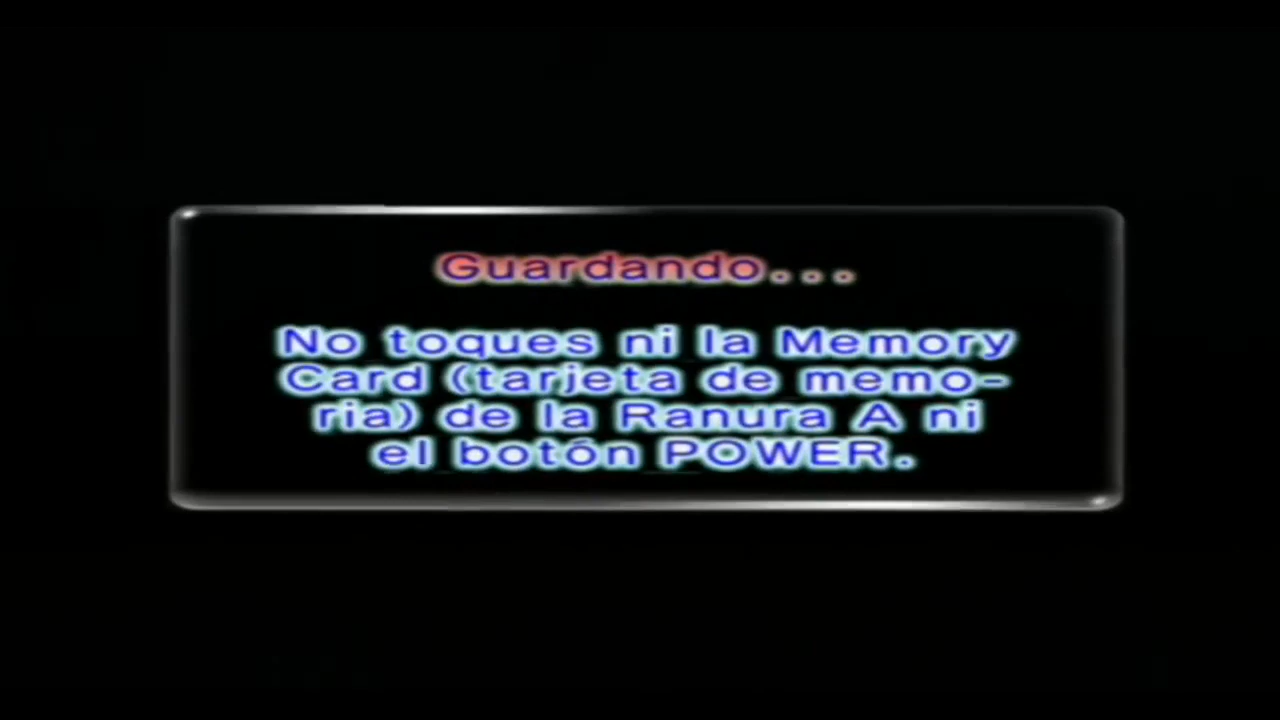 Guardando...
No toques ni la Memory
Card (tarjeta de memo-
ria) de la Ranura A ni
el botón POWER.